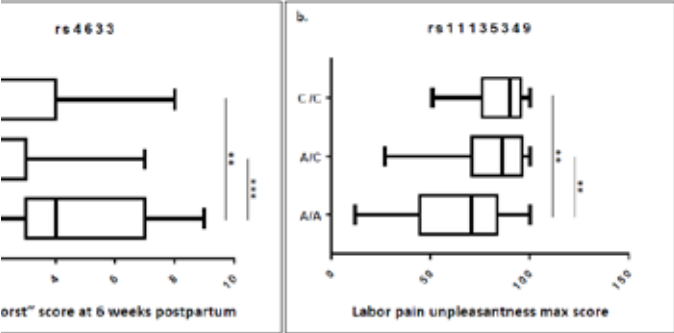 rs4633
4
6
8
10
**
***
orst" score at 6 weeks postpartum
b.
rs11135349
C/C
A/C
A/A
**
**
0
50
100
150
Labor pain unpleasantness max score